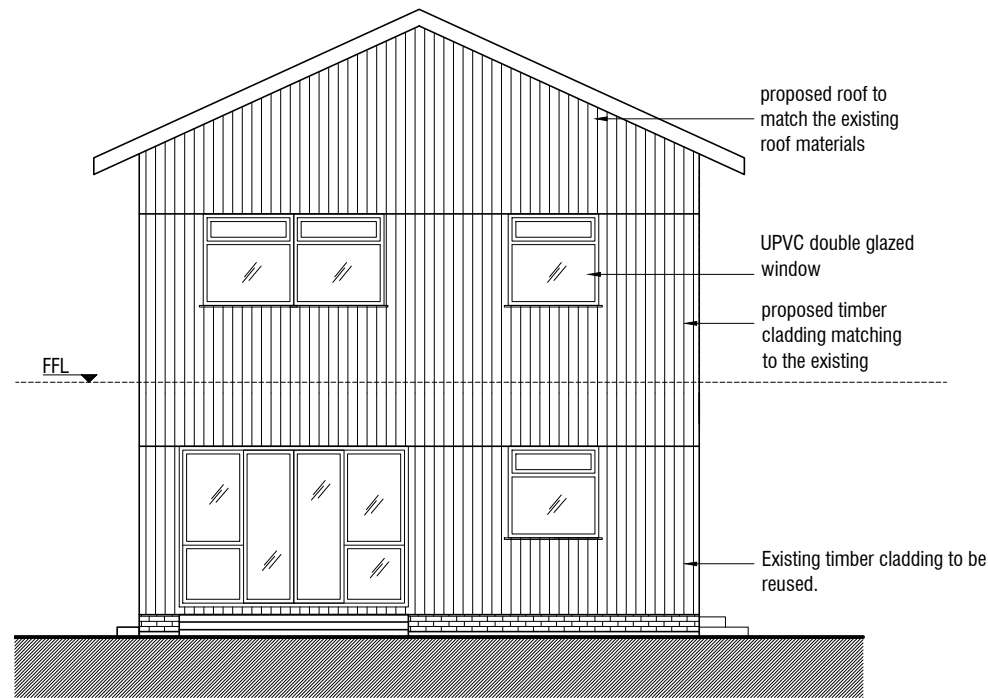 proposed roof to
match the existing
roof materials
UPVC double glazed
window
proposed timber
cladding matching
to the existing
FFL
Existing timber cladding to be
reused.